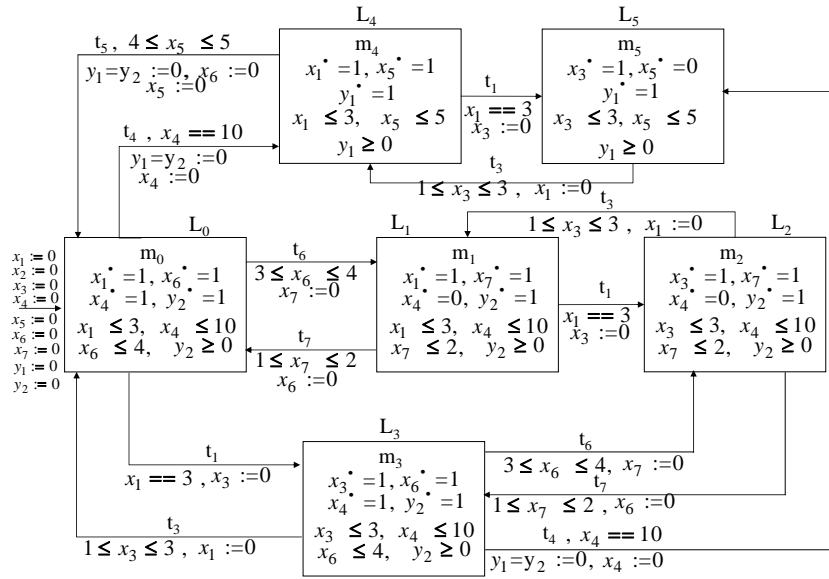 L₄
m₄
x₁˙ =1, x₅˙ =1
y₁˙ =1
x₁ ≤ 3, x₅ ≤ 5
y₁ ≥ 0
L₅
m₅
x₃˙ =1, x₅˙ =0
y₁˙ =1
x₃ ≤ 3, x₅ ≤ 5
y₁ ≥ 0
t₅ , 4 ≤ x₅ ≤ 5
y₁=y₂ :=0, x₆ :=0
x₅ :=0
t₁
x₁ == 3
x₃ :=0
t₄ , x₄ == 10
y₁=y₂ :=0
x₄ :=0
t₃
1 ≤ x₃ ≤ 3 , x₁ :=0
t₃
1 ≤ x₃ ≤ 3 , x₁ :=0
x₁ := 0
x₂ := 0
x₃ := 0
x₄ := 0
x₅ := 0
x₆ := 0
x₇ := 0
y₁ := 0
y₂ := 0
L₀
m₀
x₁˙ =1, x₆˙ =1
x₄˙ =1, y₂˙ =1
x₁ ≤ 3, x₄ ≤ 10
x₆ ≤ 4, y₂ ≥ 0
t₆
3 ≤ x₆ ≤ 4
x₇ :=0
t₇
1 ≤ x₇ ≤ 2
x₆ :=0
L₁
m₁
x₁˙ =1, x₇˙ =1
x₄˙ =0, y₂˙ =1
x₁ ≤ 3, x₄ ≤ 10
x₇ ≤ 2, y₂ ≥ 0
t₁
x₁ == 3
x₃ :=0
L₂
m₂
x₃˙ =1, x₇˙ =1
x₄˙ =0, y₂˙ =1
x₃ ≤ 3, x₄ ≤ 10
x₇ ≤ 2, y₂ ≥ 0
t₁
x₁ == 3 , x₃ :=0
t₃
1 ≤ x₃ ≤ 3 , x₁ :=0
L₃
m₃
x₃˙ =1, x₆˙ =1
x₄˙ =1, y₂˙ =1
x₃ ≤ 3, x₄ ≤ 10
x₆ ≤ 4, y₂ ≥ 0
t₆
3 ≤ x₆ ≤ 4, x₇ :=0
t₇
1 ≤ x₇ ≤ 2 , x₆ :=0
t₄ , x₄ == 10
y₁=y₂ :=0, x₄ :=0